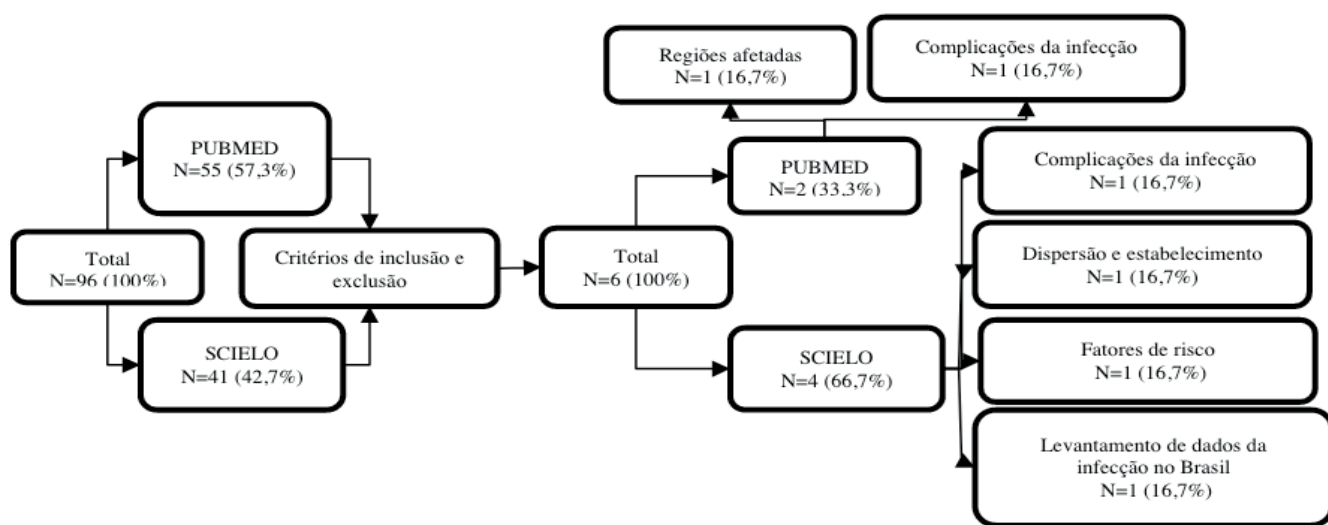 Total
N=96 (100%)
PUBMED
N=55 (57,3%)
SCIELO
N=41 (42,7%)
Critérios de inclusão e
exclusão
Total
N=6 (100%)
PUBMED
N=2 (33,3%)
Regiões afetadas
N=1 (16,7%)
Complicações da infecção
N=1 (16,7%)
SCIELO
N=4 (66,7%)
Complicações da infecção
N=1 (16,7%)
Dispersão e estabelecimento
N=1 (16,7%)
Fatores de risco
N=1 (16,7%)
Levantamento de dados da
infecção no Brasil
N=1 (16,7%)